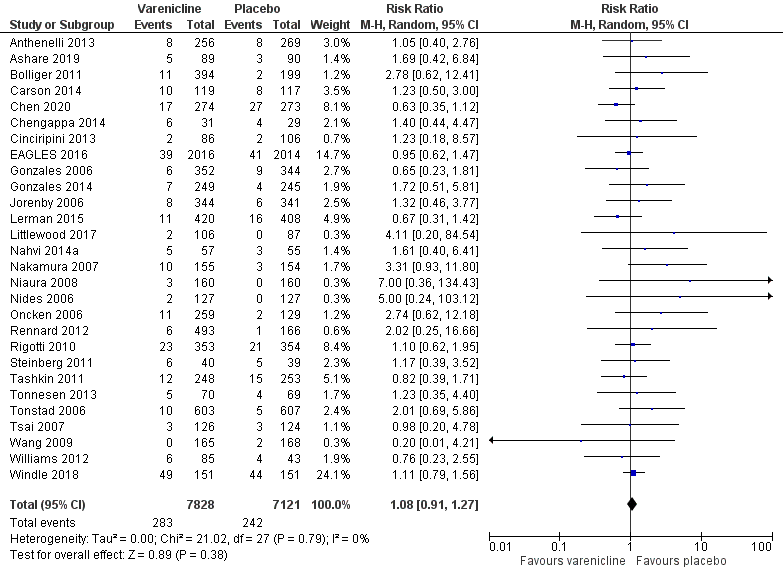 Varenicline Placebo Risk Ratio Risk Ratio
Study or Subgroup Events Total Events Total Weight M-H, Random, 95% CI M-H, Random, 95% CI
Anthenelli 2013 8 256 8 269 3.0% 1.05 [0.40, 2.76]
Ashare 2019 5 89 3 90 1.4% 1.69 [0.42, 6.84]
Bolliger 2011 11 394 2 199 1.3% 2.78 [0.62, 12.41]
Carson 2014 10 119 8 117 3.5% 1.23 [0.50, 3.00]
Chen 2020 17 274 27 273 8.0% 0.63 [0.35, 1.12]
Chengappa 2014 6 31 4 29 2.1% 1.40 [0.44, 4.47]
Cinciripini 2013 2 86 2 106 0.8% 1.23 [0.18, 8.57]
EAGLES 2016 39 2016 41 2014 14.7% 0.95 [0.62, 1.47]
Gonzales 2006 6 352 9 344 2.6% 0.65 [0.23, 1.81]
Gonzales 2014 7 249 4 245 1.9% 1.72 [0.51, 5.81]
Jorenby 2006 8 344 6 341 2.5% 1.32 [0.46, 3.77]
Lerman 2015 11 420 16 408 4.9% 0.67 [0.31, 1.42]
Littlewood 2017 2 106 0 87 0.3% 4.11 [0.20, 84.54]
Nahvi 2014a 5 57 3 55 1.5% 1.61 [0.40, 6.41]
Nakamura 2007 10 155 3 154 1.7% 3.31 [0.93, 11.80]
Niaura 2008 3 160 0 160 0.3% 7.00 [0.36, 134.43]
Nides 2006 2 127 0 127 0.3% 5.00 [0.24, 103.12]
Oncken 2006 11 259 2 129 1.3% 2.74 [0.62, 12.18]
Rennard 2012 6 493 1 166 0.6% 2.02 [0.25, 16.66]
Rigotti 2010 23 353 21 354 8.4% 1.10 [0.62, 1.95]
Steinberg 2011 6 40 5 39 2.3% 1.17 [0.39, 3.52]
Tashkin 2011 12 248 15 253 5.1% 0.82 [0.39, 1.71]
Tonnesen 2013 5 70 4 69 1.8% 1.23 [0.35, 4.40]
Tonstad 2006 10 603 5 607 2.5% 2.01 [0.69, 5.86]
Tsai 2007 3 126 3 124 1.1% 0.98 [0.20, 4.78]
Wang 2009 0 165 2 168 0.3% 0.20 [0.01, 4.21]
Williams 2012 6 85 4 43 2.0% 0.76 [0.23, 2.55]
Windle 2018 49 151 44 151 24.1% 1.11 [0.79, 1.56]
Total (95% CI) 7828 7121 100.0% 1.08 [0.91, 1.27]
Total events 283 242
Heterogeneity: Tau² = 0.00; Chi² = 21.02, df = 27 (P = 0.79); I² = 0%
Test for overall effect: Z = 0.89 (P = 0.38)
0.01 0.1 1 10 100
Favours varenicline Favours placebo